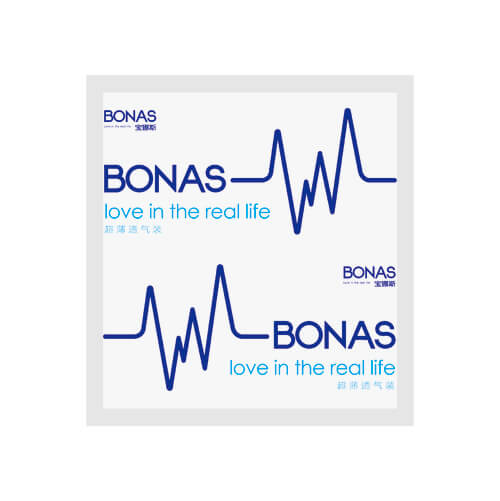 BONAS
love in the real life
宝娜斯
BONAS
love in the real life
超薄透气装
BONAS
love in the real life
宝娜斯
BONAS
love in the real life
超薄透气装